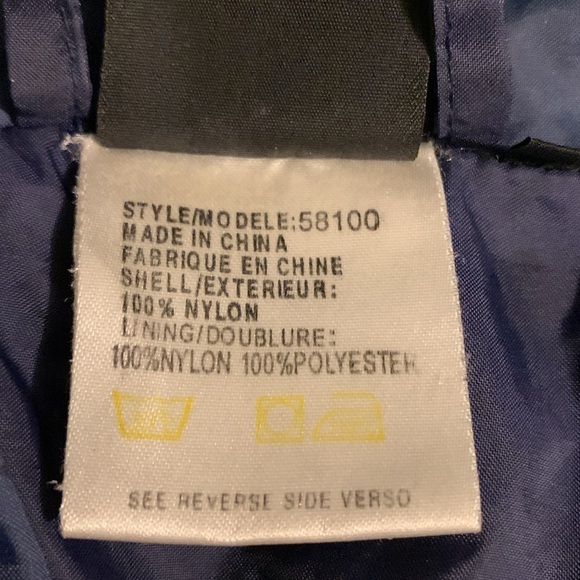 STYLE/MODELE:58100
MADE IN CHINA
FABRIQUE EN CHINE
SHELL/EXTERIEUR:
100% NYLON
LINING/DOUBLURE:
100%NYLON 100%POLYESTER
SEE REVERSE SIDE VERSO